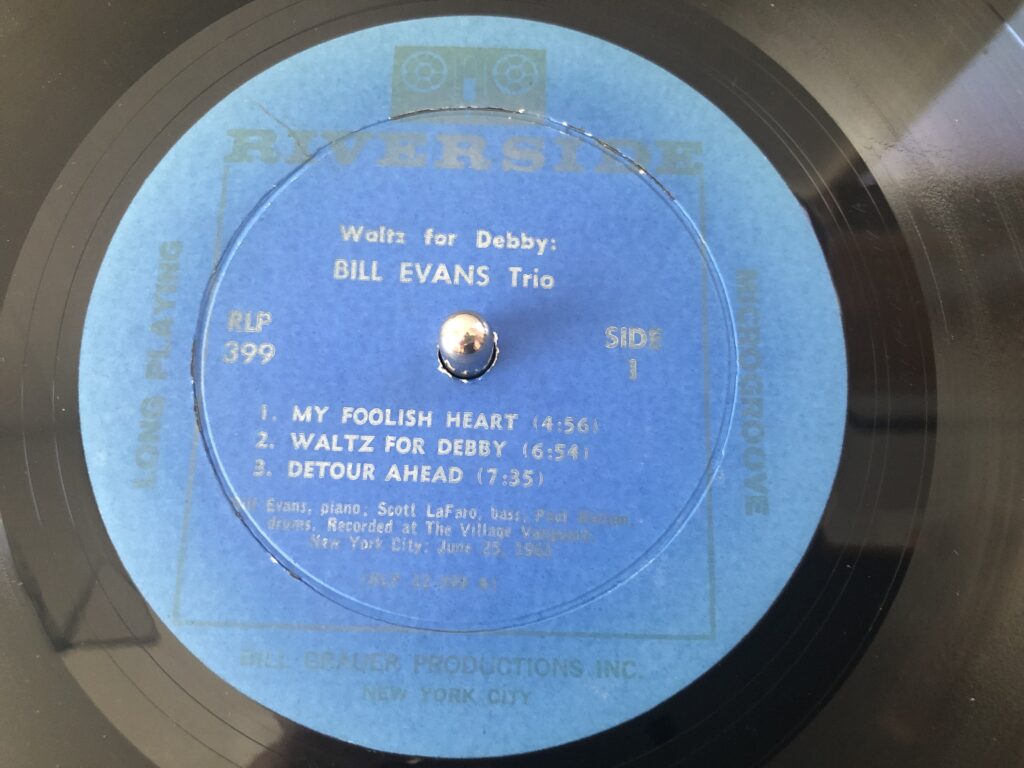 RIVERSIDE
Waltz for Debby:
BILL EVANS Trio
RLP
399
SIDE
1
LONG PLAYING
MICROGROOVE
1. MY FOOLISH HEART (4:56)
2. WALTZ FOR DEBBY (6:54)
3. DETOUR AHEAD (7:35)
Evans, piano; Scott LaFaro, bass; Paul
drums. Recorded at The Village Vanguard,
New York City; June 25, 1961
BILL GRAUER PRODUCTIONS INC.
NEW YORK CITY